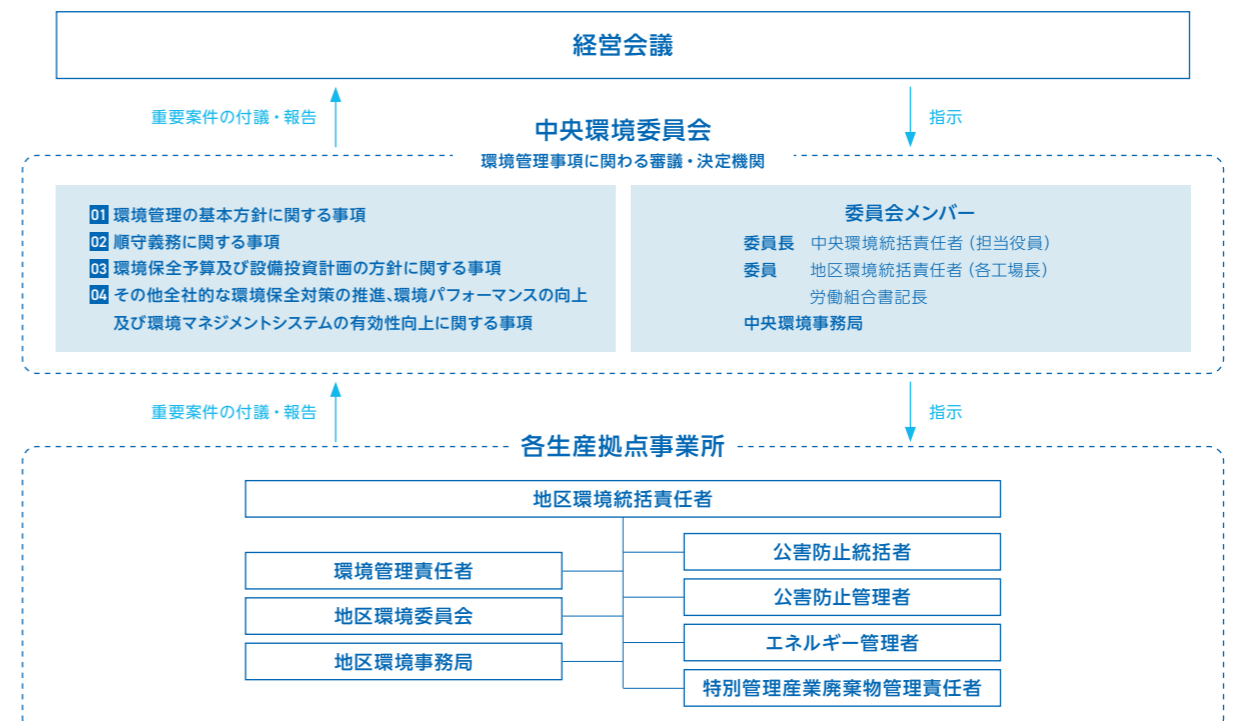 経営会議
重要案件の付議・報告
指示
中央環境委員会
環境管理事項に関わる審議・決定機関
01 環境管理の基本方針に関する事項
02 順守義務に関する事項
03 環境保全予算及び設備投資計画の方針に関する事項
04 その他全社的な環境保全対策の推進、環境パフォーマンスの向上
及び環境マネジメントシステムの有効性向上に関する事項
委員会メンバー
委員長 中央環境統括責任者（担当役員）
委員 地区環境統括責任者（各工場長）
労働組合書記長
中央環境事務局
重要案件の付議・報告
指示
各生産拠点事業所
地区環境統括責任者
環境管理責任者
地区環境委員会
地区環境事務局
公害防止統括者
公害防止管理者
エネルギー管理者
特別管理産業廃棄物管理責任者